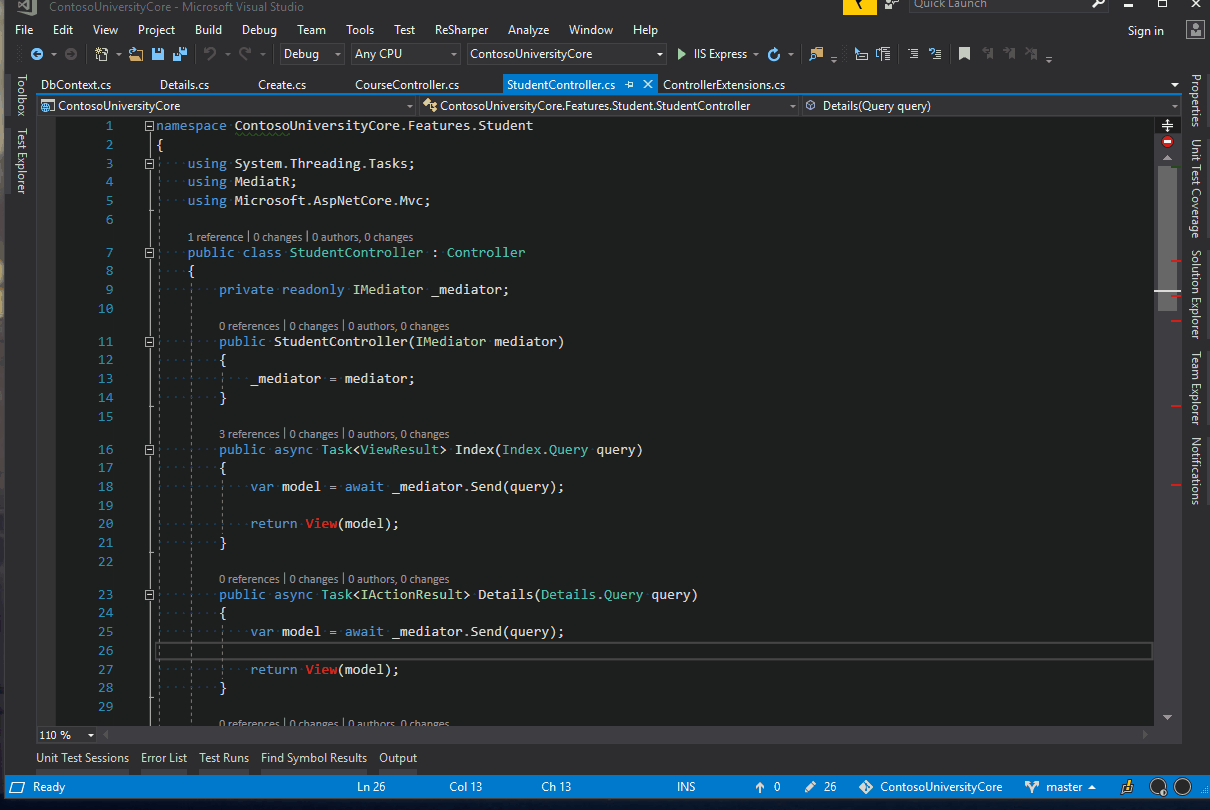 ContosoUniversityCore - Microsoft Visual Studio
Quick Launch
File Edit View Project Build Debug Team Tools Test ReSharper Analyze Window Help
Sign in
Debug Any CPU ContosoUniversityCore IIS Express
DbContext.cs Details.cs Create.cs CourseController.cs StudentController.cs ControllerExtensions.cs
ContosoUniversityCore ContosoUniversityCore.Features.Student.StudentController Details(Query query)
Toolbox
Test Explorer
1 namespace ContosoUniversityCore.Features.Student
2 {
3 using System.Threading.Tasks;
4 using MediatR;
5 using Microsoft.AspNetCore.Mvc;
6
1 reference | 0 changes | 0 authors, 0 changes
7 public class StudentController : Controller
8 {
9 private readonly IMediator _mediator;
10
0 references | 0 changes | 0 authors, 0 changes
11 public StudentController(IMediator mediator)
12 {
13 _mediator = mediator;
14 }
15
3 references | 0 changes | 0 authors, 0 changes
16 public async Task<ViewResult> Index(Index.Query query)
17 {
18 var model = await _mediator.Send(query);
19
20 return View(model);
21 }
22
0 references | 0 changes | 0 authors, 0 changes
23 public async Task<IActionResult> Details(Details.Query query)
24 {
25 var model = await _mediator.Send(query);
26
27 return View(model);
28 }
29
0 references | 0 changes | 0 authors, 0 changes
Properties
Unit Test Coverage
Solution Explorer
Team Explorer
Notifications
110 %
Unit Test Sessions Error List Test Runs Find Symbol Results Output
Ready Ln 26 Col 13 Ch 13 INS 0 26 ContosoUniversityCore master